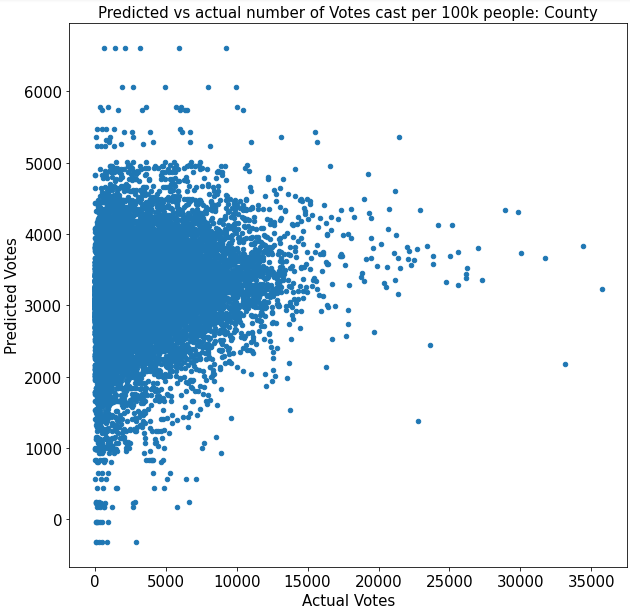 Predicted vs actual number of Votes cast per 100k people: County
6000
5000
4000
3000
2000
1000
0
Predicted Votes
0 5000 10000 15000 20000 25000 30000 35000
Actual Votes